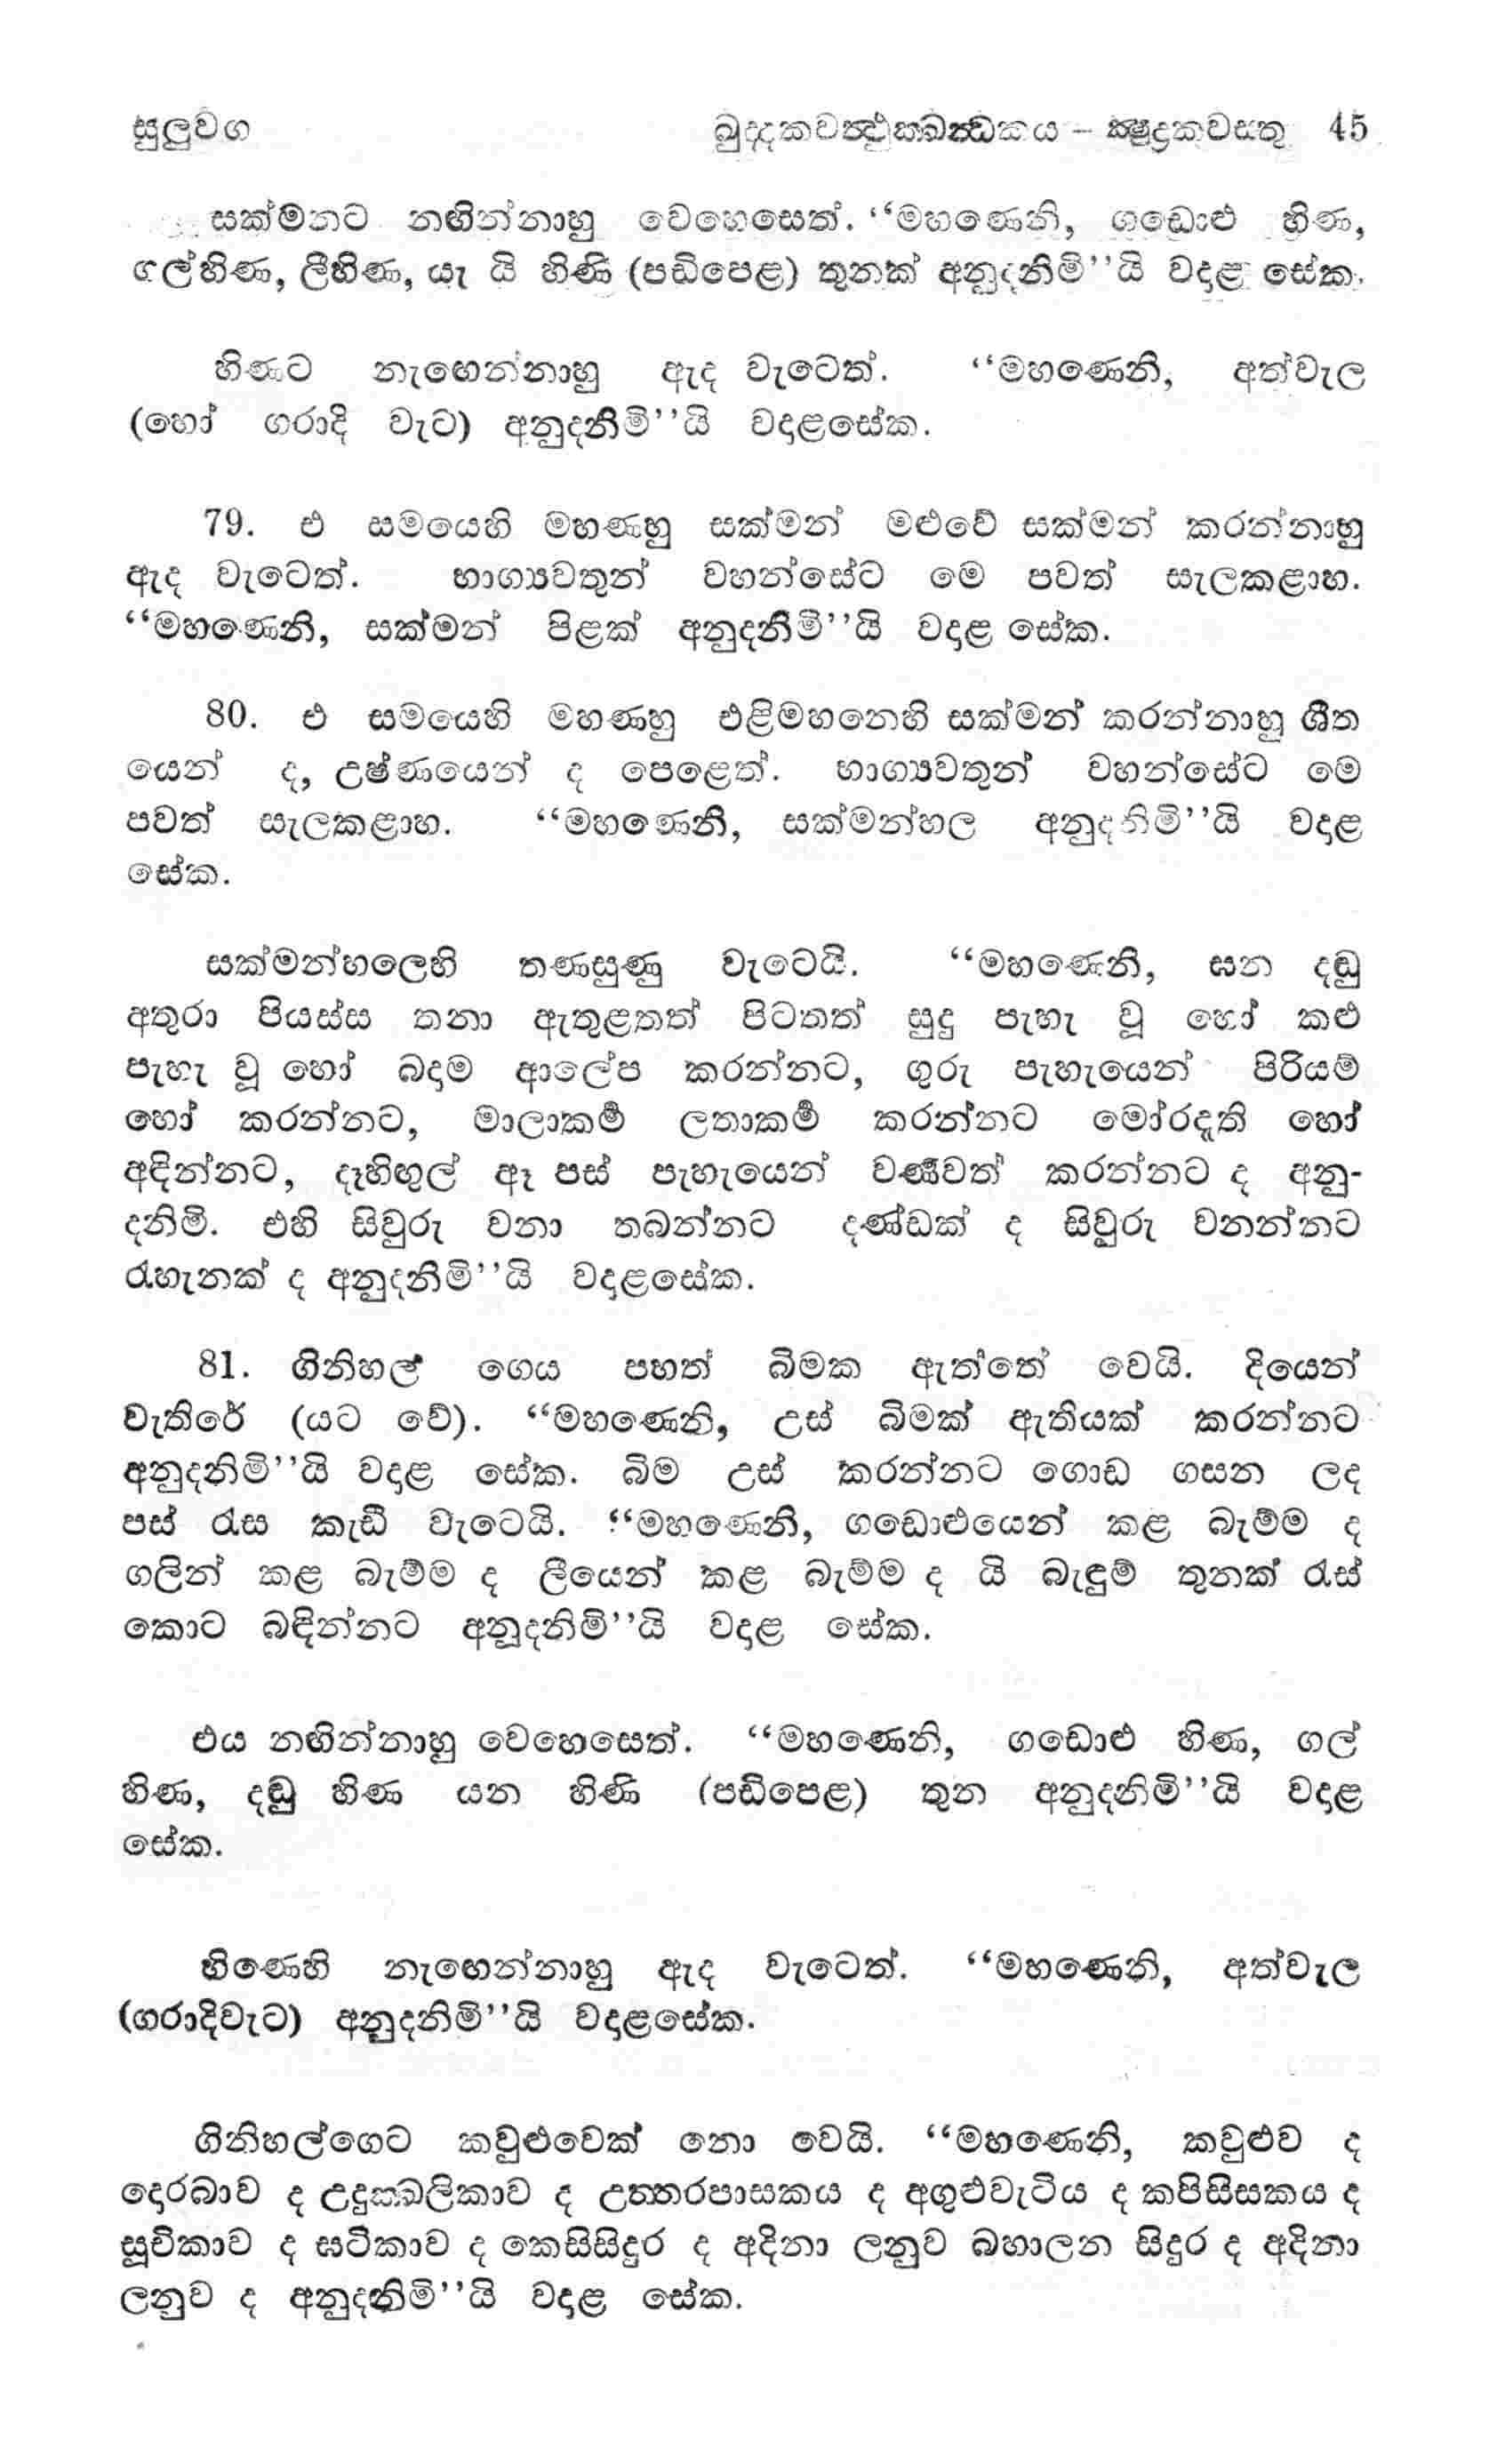 සුලුවග ඛුද්දකවත්ථුක්ඛන්ධකය – ක්‍ෂුද්‍රකවස්තු 45
සක්මනට නඟින්නාහු වෙහෙසෙත්. “මහණෙනි, ගඩොළු හිණ,
ගල්හිණ, ලීහිණ, යැ යි හිණි (පඩිපෙළ) තුනක් අනුදනිමි’’යි වදාළ සේක.
හිණට නැඟෙන්නාහු ඇද වැටෙත්. “මහණෙනි, අත්වැල
(හෝ ගරාදි වැට) අනුදනිමි’’යි වදාළසේක.
79. එ සමයෙහි මහණහු සක්මන් මළුවේ සක්මන් කරන්නාහු
ඇද වැටෙත්. භාග්‍යවතුන් වහන්සේට මෙ පවත් සැලකළාහ.
“මහණෙනි, සක්මන් පිළක් අනුදනිමි’’යි වදාළ සේක.
80. එ සමයෙහි මහණහු එළිමහනෙහි සක්මන් කරන්නාහු ශීත
යෙන් ද, උෂ්ණයෙන් ද පෙළෙත්. භාග්‍යවතුන් වහන්සේට මෙ
පවත් සැලකළාහ. “මහණෙනි, සක්මන්හල අනුදනිමි’’යි වදාළ
සේක.
සක්මන්හලෙහි තණසුණු වැටෙයි. “මහණෙනි, ඝන දඬු
අතුරා පියස්ස තනා ඇතුළතත් පිටතත් සුදු පැහැ වූ හෝ කළු
පැහැ වූ හෝ බදාම ආලේප කරන්නට, ගුරු පැහැයෙන් පිරියම්
හෝ කරන්නට, මාලාකර්‍ම ලතාකර්‍ම කරන්නට මෝරදැති හෝ
අඳින්නට, දෑහිඟුල් ඈ පස් පැහැයෙන් වර්‍ණවත් කරන්නට ද අනු-
දනිමි. එහි සිවුරු වනා තබන්නට දණ්ඩක් ද සිවුරු වනන්නට
රැහැනක් ද අනුදනිමි’’යි වදාළසේක.
81. ගිනිහල් ගෙය පහත් බිමක ඇත්තේ වෙයි. දියෙන්
වැතිරේ (යට වේ). “මහණෙනි, උස් බිමක් ඇතියක් කරන්නට
අනුදනිමි’’යි වදාළ සේක. බිම උස් කරන්නට ගොඩ ගසන ලද
පස් රැස කැඩී වැටෙයි. “මහණෙනි, ගඩොළුයෙන් කළ බැම්ම ද
ගලින් කළ බැම්ම ද ලීයෙන් කළ බැම්ම ද යි බැඳුම් තුනක් රැස්
කොට බඳින්නට අනුදනිමි’’යි වදාළ සේක.
එය නඟින්නාහු වෙහෙසෙත්. “මහණෙනි, ගඩොළු හිණ, ගල්
හිණ, දඬු හිණ යන හිණි (පඩිපෙළ) තුන අනුදනිමි’’යි වදාළ
සේක.
හිණෙහි නැඟෙන්නාහු ඇද වැටෙත්. “මහණෙනි, අත්වැල
(ගරාදිවැට) අනුදනිමි’’යි වදාළසේක.
ගිනිහල්ගෙට කවුළුවෙක් නො වෙයි. “මහණෙනි, කවුළුව ද
දොරබාව ද උදුක්ඛලිකාව ද උත්තරපාසකය ද අගුළුවැටිය ද කපිසීසකය ද
සූචිකාව ද ඝටිකාව ද කෙසිසිදුර ද අදිනා ලනුව බහාලන සිදුර ද අදිනා
ලනුව ද අනුදනිමි’’යි වදාළ සේක.